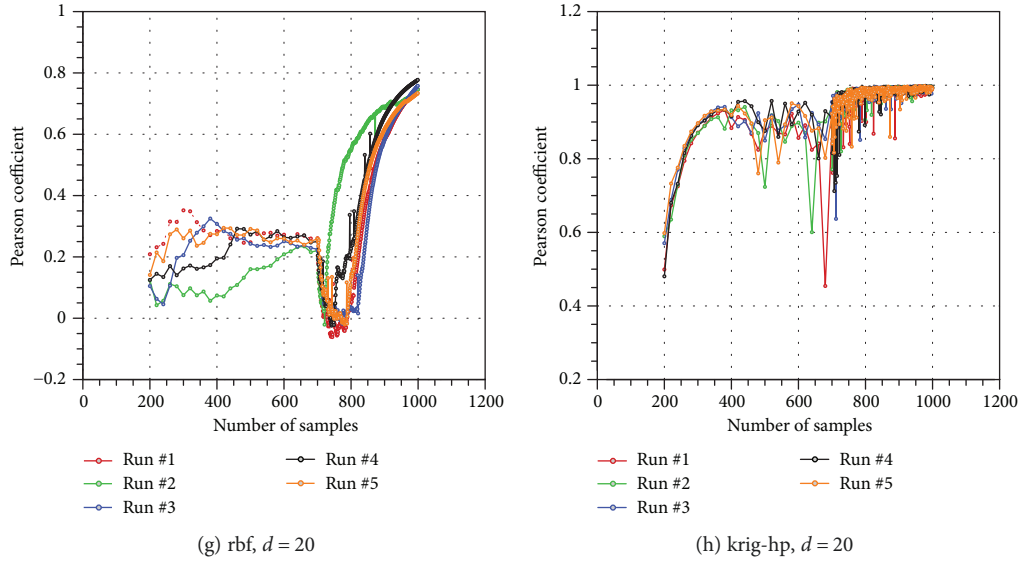 1
0.8
0.6
0.4
0.2
0
−0.2
Pearson coefficient
0 200 400 600 800 1000 1200
Number of samples
Run #1
Run #2
Run #3
Run #4
Run #5
(g) rbf, d = 20
1.2
1
0.8
0.6
0.4
0.2
Pearson coefficient
0 200 400 600 800 1000 1200
Number of samples
Run #1
Run #2
Run #3
Run #4
Run #5
(h) krig-hp, d = 20